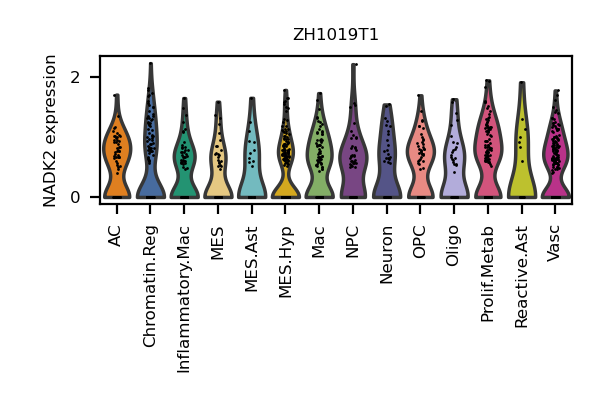 ZH1019T1
NADK2 expression
2
0
AC
Chromatin.Reg
Inflammatory.Mac
MES
MES.Ast
MES.Hyp
Mac
NPC
Neuron
OPC
Oligo
Prolif.Metab
Reactive.Ast
Vasc